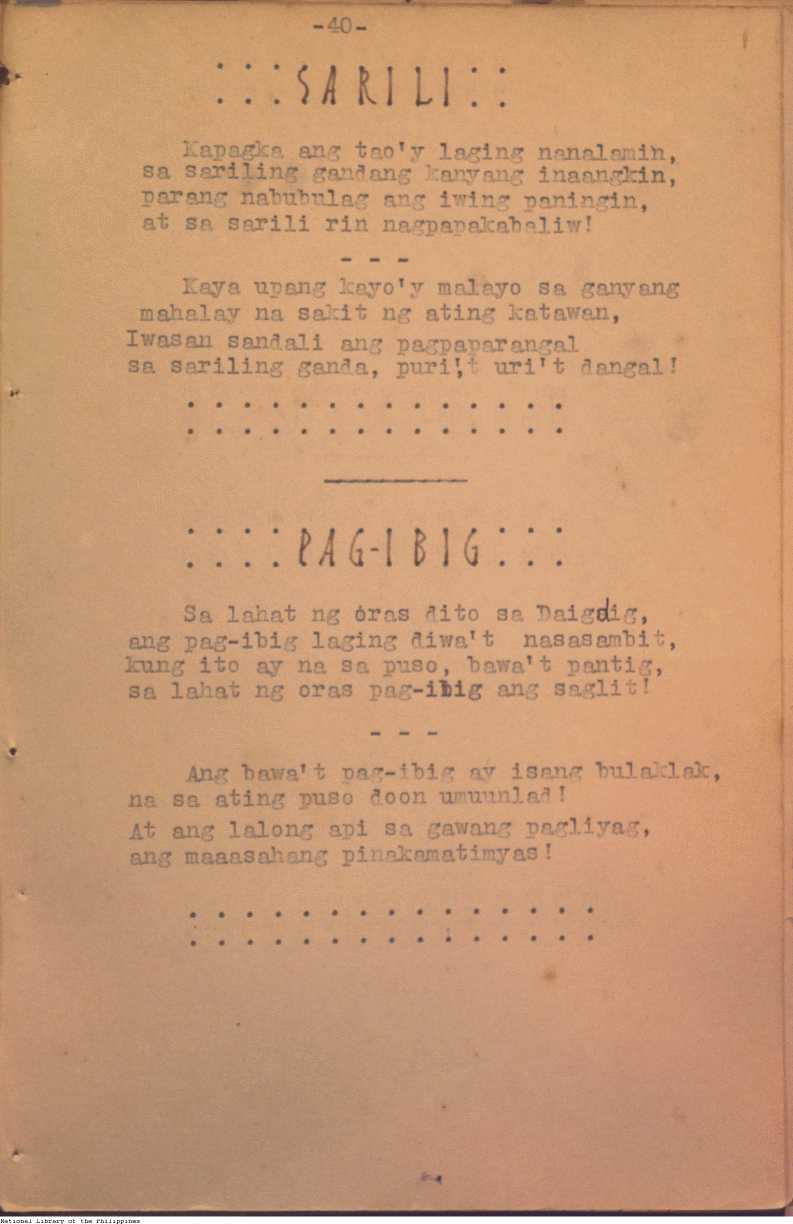 -40-
: : : SARILI : :
Kapagka ang tao'y laging nanalamin,
sa sariling gandang kanyang inaangkin,
parang nabubulag ang iwing paningin,
at sa sarili rin nagpapakabaliw!
- - -
Kaya upang kayo'y malayo sa ganyang
mahalay na sakit ng ating katawan,
Iwasan sandali ang pagpaparangal
sa sariling ganda, puri't uri't dangal!
: : : : : : : : : : : : : :
: : : : PAG-IBIG : : :
Sa lahat ng oras dito sa Daigdig,
ang pag-ibig laging diwa't nasasambit,
kung ito ay na sa puso, bawa't pantig,
sa lahat ng oras pag-ibig ang saglit!
- - -
Ang bawa't pag-ibig ay isang bulaklak,
na sa ating puso doon umuunlad!
At ang lalong api sa gawang pagliyag,
ang maaasahang pinakamatimyas!
: : : : : : : : : : : : : : :
National Library of the Philippines